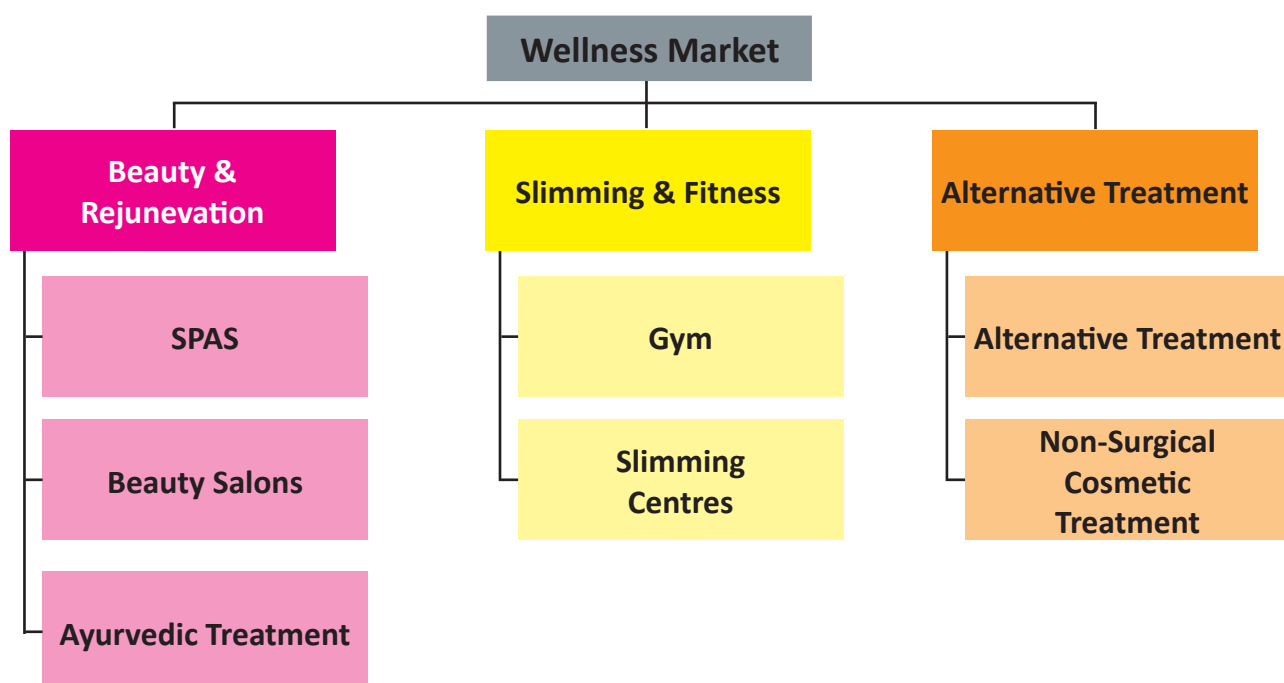 Wellness Market
Beauty &
Rejunevation
SPAS
Beauty Salons
Ayurvedic Treatment
Slimming & Fitness
Gym
Slimming
Centres
Alternative Treatment
Alternative Treatment
Non-Surgical
Cosmetic
Treatment